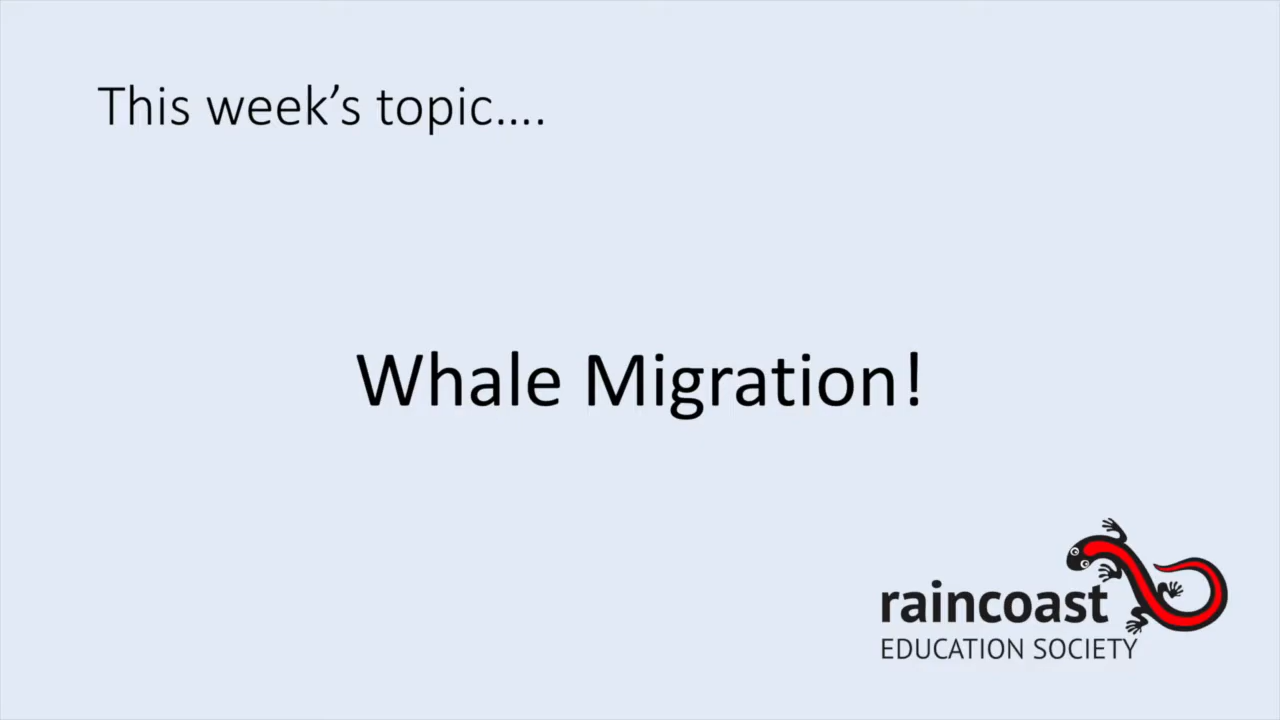 This week’s topic….
Whale Migration!
raincoast
EDUCATION SOCIETY